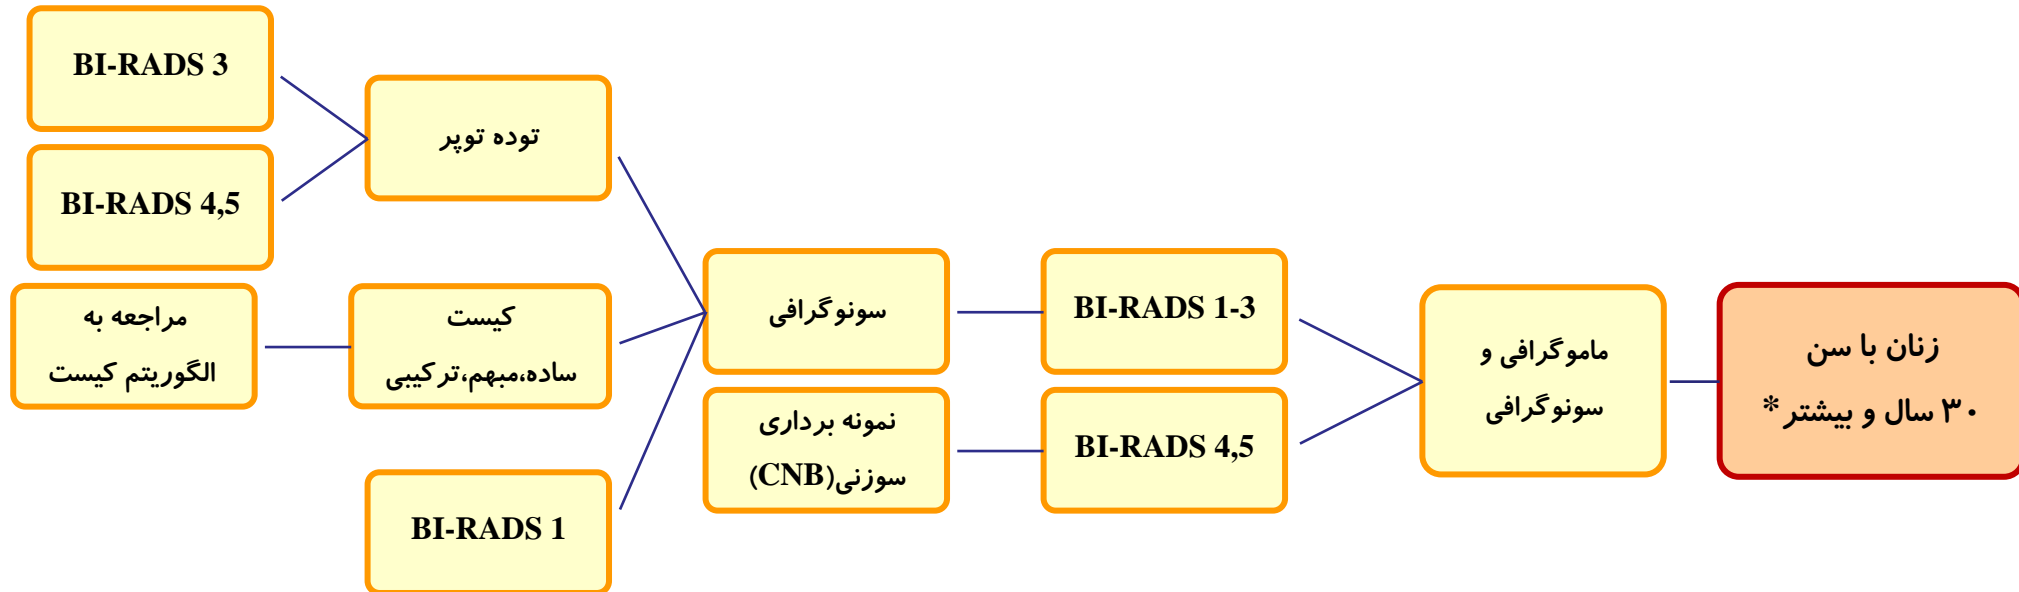 زنان با سن
۳۰ سال و بیشتر *
ماموگرافی و
سونوگرافی
BI-RADS 1-3
BI-RADS 4,5
سونوگرافی
نمونه برداری
سوزنی(CNB)
توده توپر
کیست
ساده،مبهم،ترکیبی
BI-RADS 1
BI-RADS 3
BI-RADS 4,5
مراجعه به
الگوریتم کیست